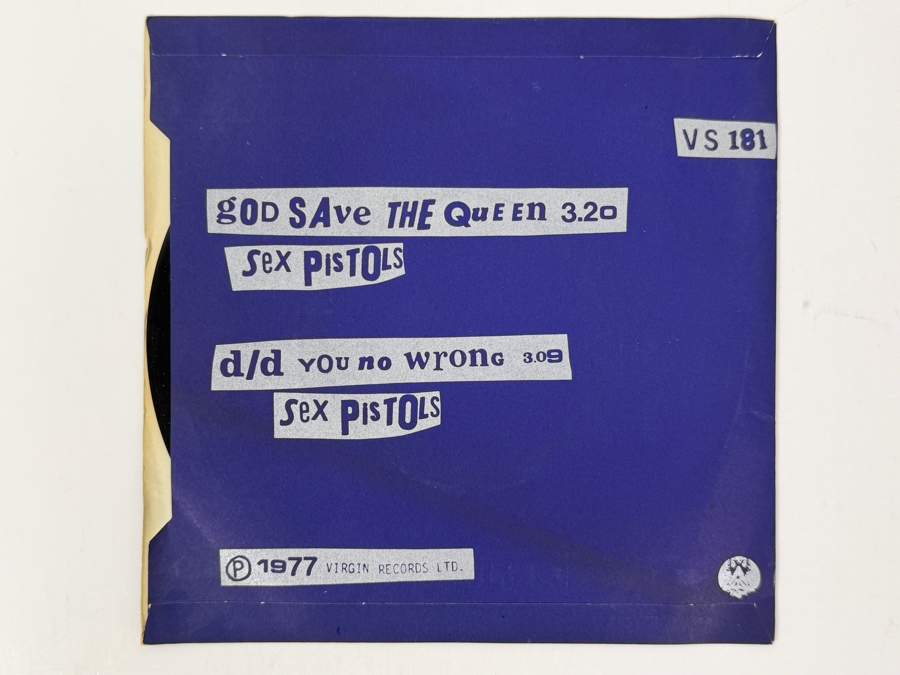 VS 181
gOD SAve THE QuEEn 3.20
Sex PisTOLS
d/d YOU no wronG 3.09
Sex PisTOLS
Ⓟ 1977 VIRGIN RECORDS LTD.